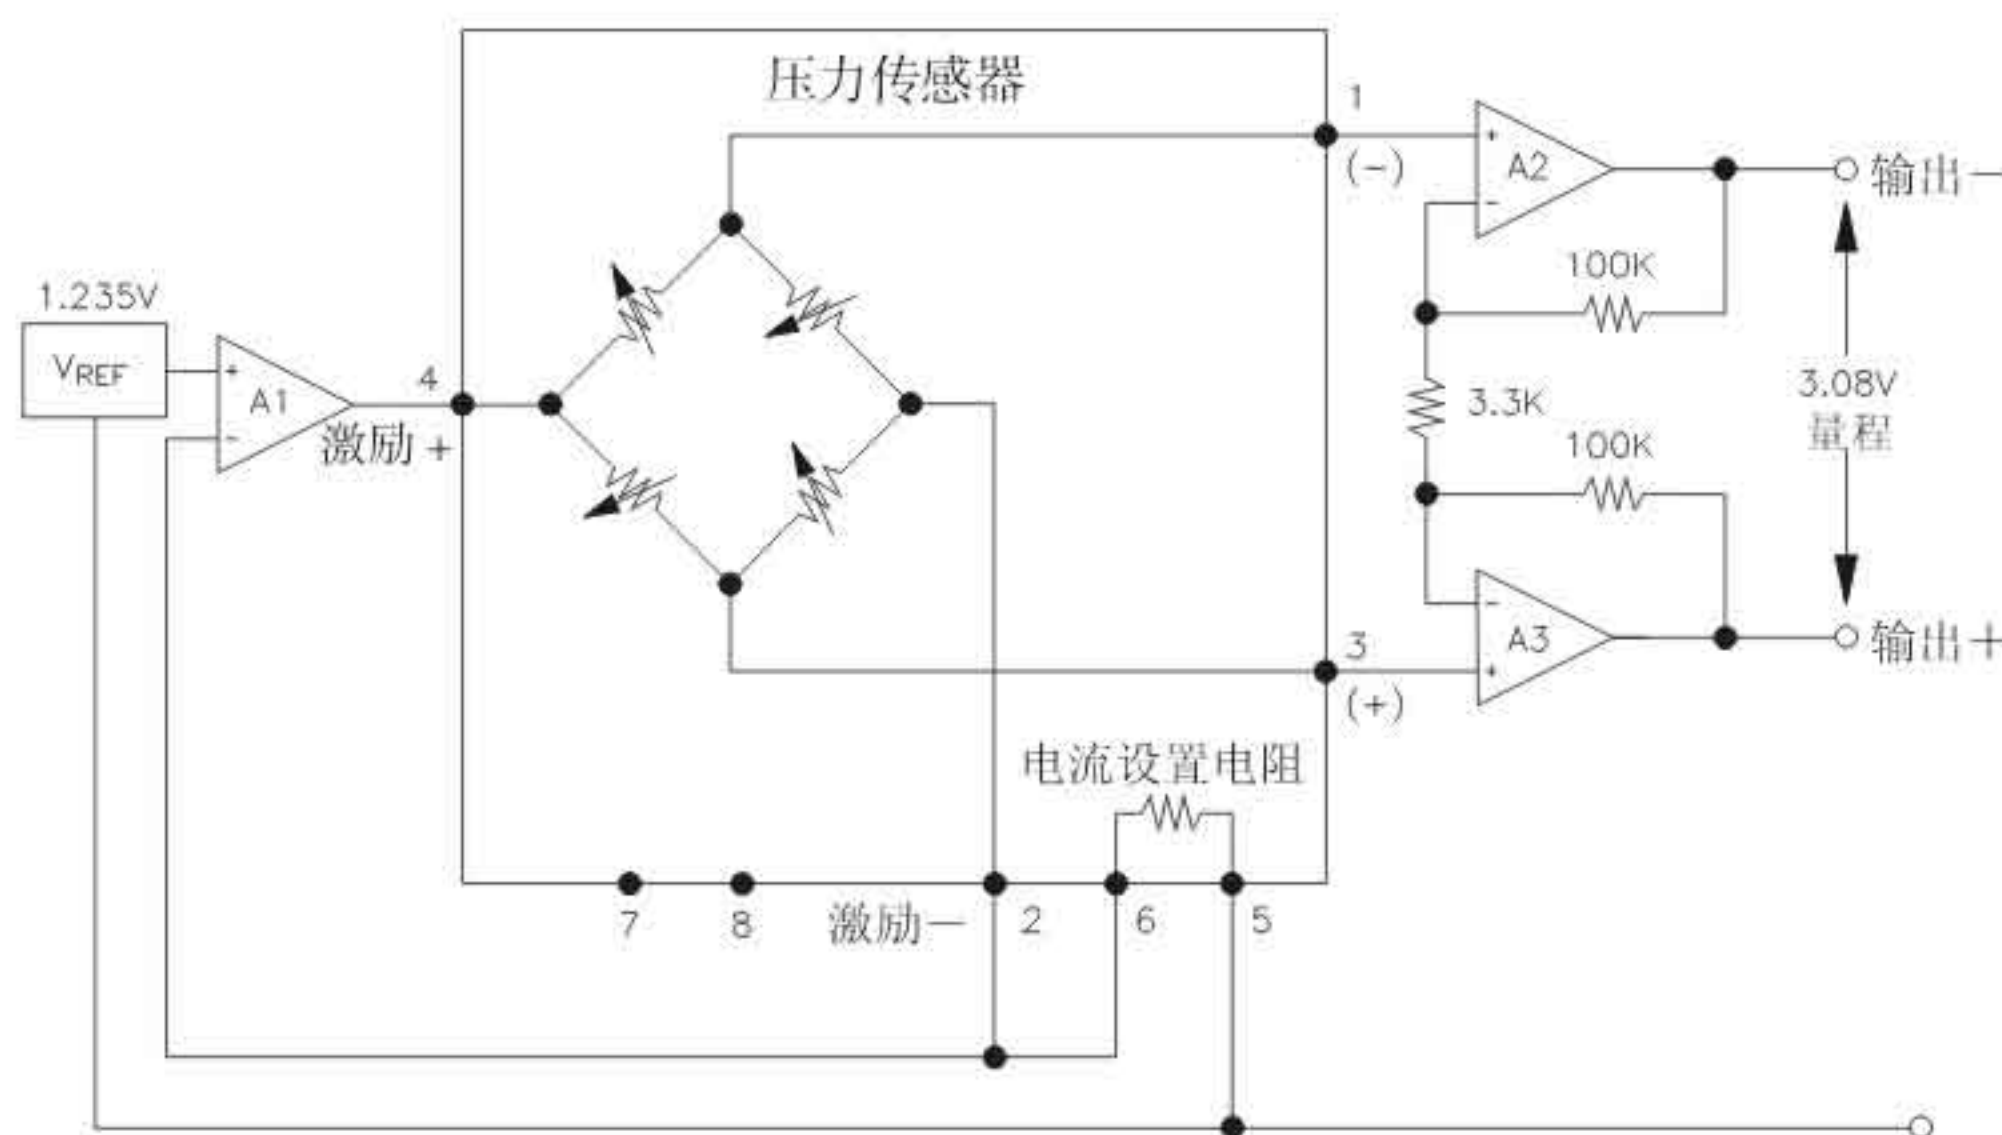 压力传感器
1
(-)
A2
+
-
输出-
100K
1.235V
VREF
+
-
A1
4
激励+
3.3K
3.08V
量程
100K
-
+
A3
输出+
3
(+)
电流设置电阻
7
8
激励-
2
6
5